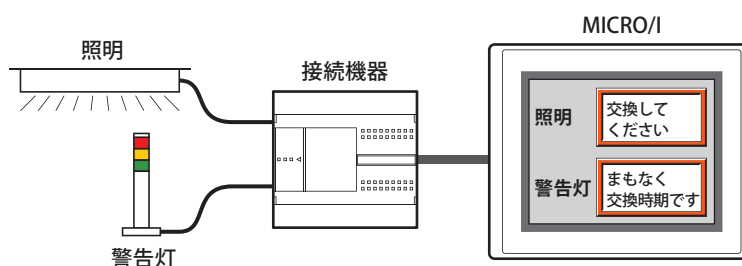 MICRO/I
照明
接続機器
照明
交換して
ください
警告灯
まもなく
交換時期です
警告灯